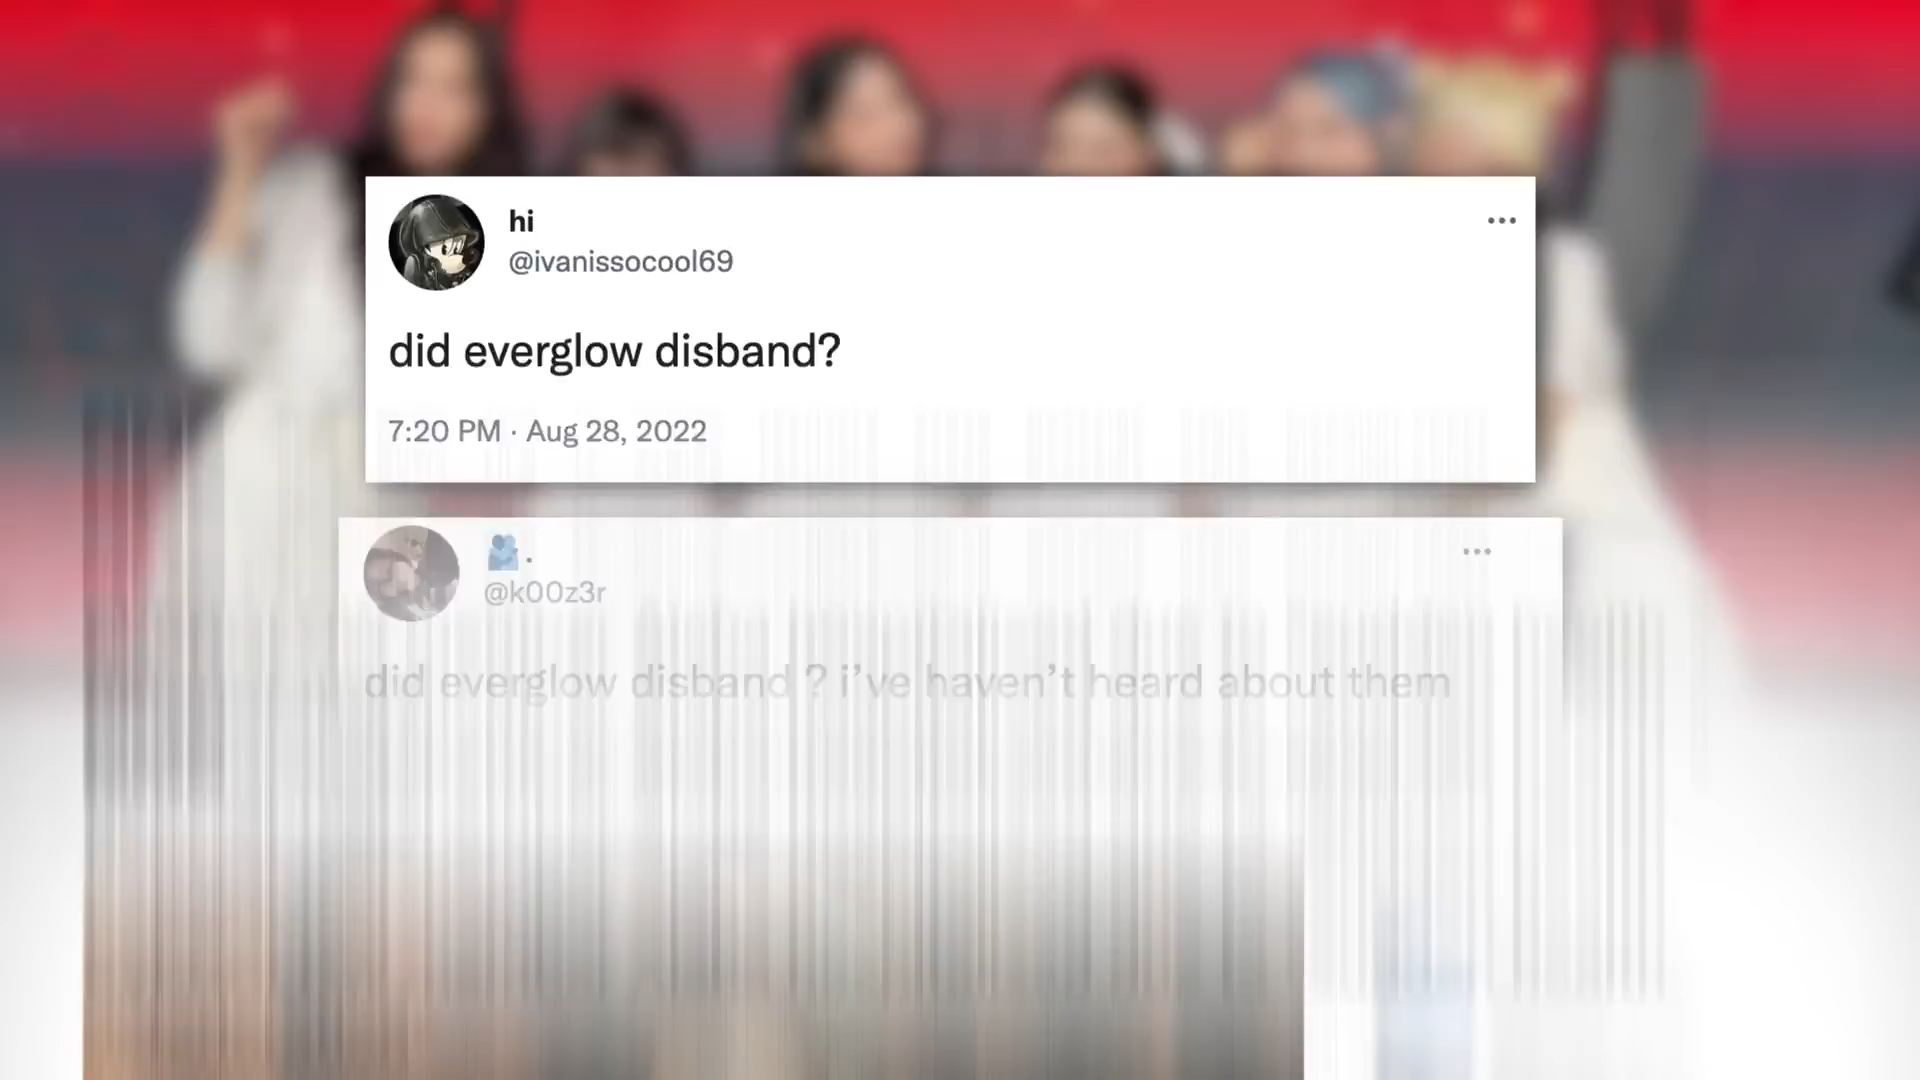 hi
@ivanissocool69
did everglow disband?
7:20 PM · Aug 28, 2022
🫂.
@k00z3r
did everglow disband ? i’ve haven’t heard about them